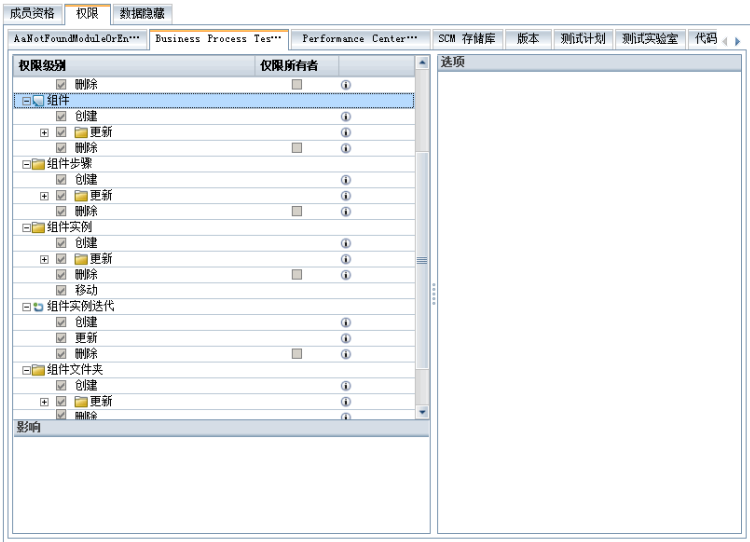 成员资格 权限 数据隐藏
AaNotFoundModuleOrEn… Business Process Tes… Performance Center… SCM 存储库 版本 测试计划 测试实验室 代码
权限级别 仅限所有者 选项
删除
组件
创建
更新
删除
组件步骤
创建
更新
删除
组件实例
创建
更新
删除
移动
组件实例迭代
创建
更新
删除
组件文件夹
创建
更新
删除
影响